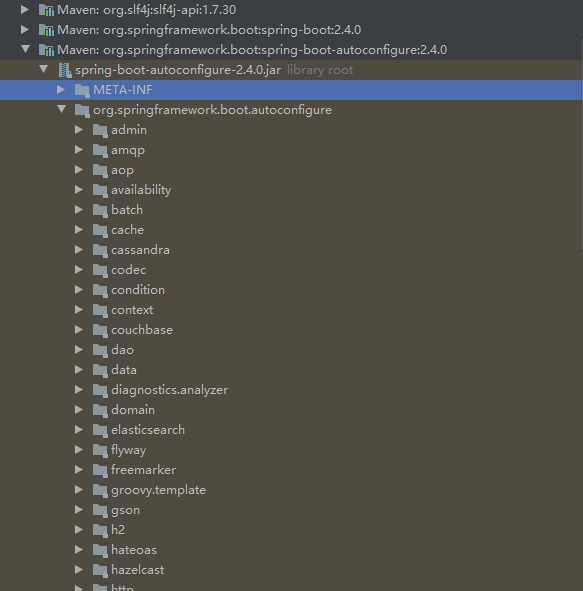 Maven: org.slf4j:slf4j-api:1.7.30
Maven: org.springframework.boot:spring-boot:2.4.0
Maven: org.springframework.boot:spring-boot-autoconfigure:2.4.0
spring-boot-autoconfigure-2.4.0.jar library root
META-INF
org.springframework.boot.autoconfigure
admin
amqp
aop
availability
batch
cache
cassandra
codec
condition
context
couchbase
dao
data
diagnostics.analyzer
domain
elasticsearch
flyway
freemarker
groovy.template
gson
h2
hateoas
hazelcast
http